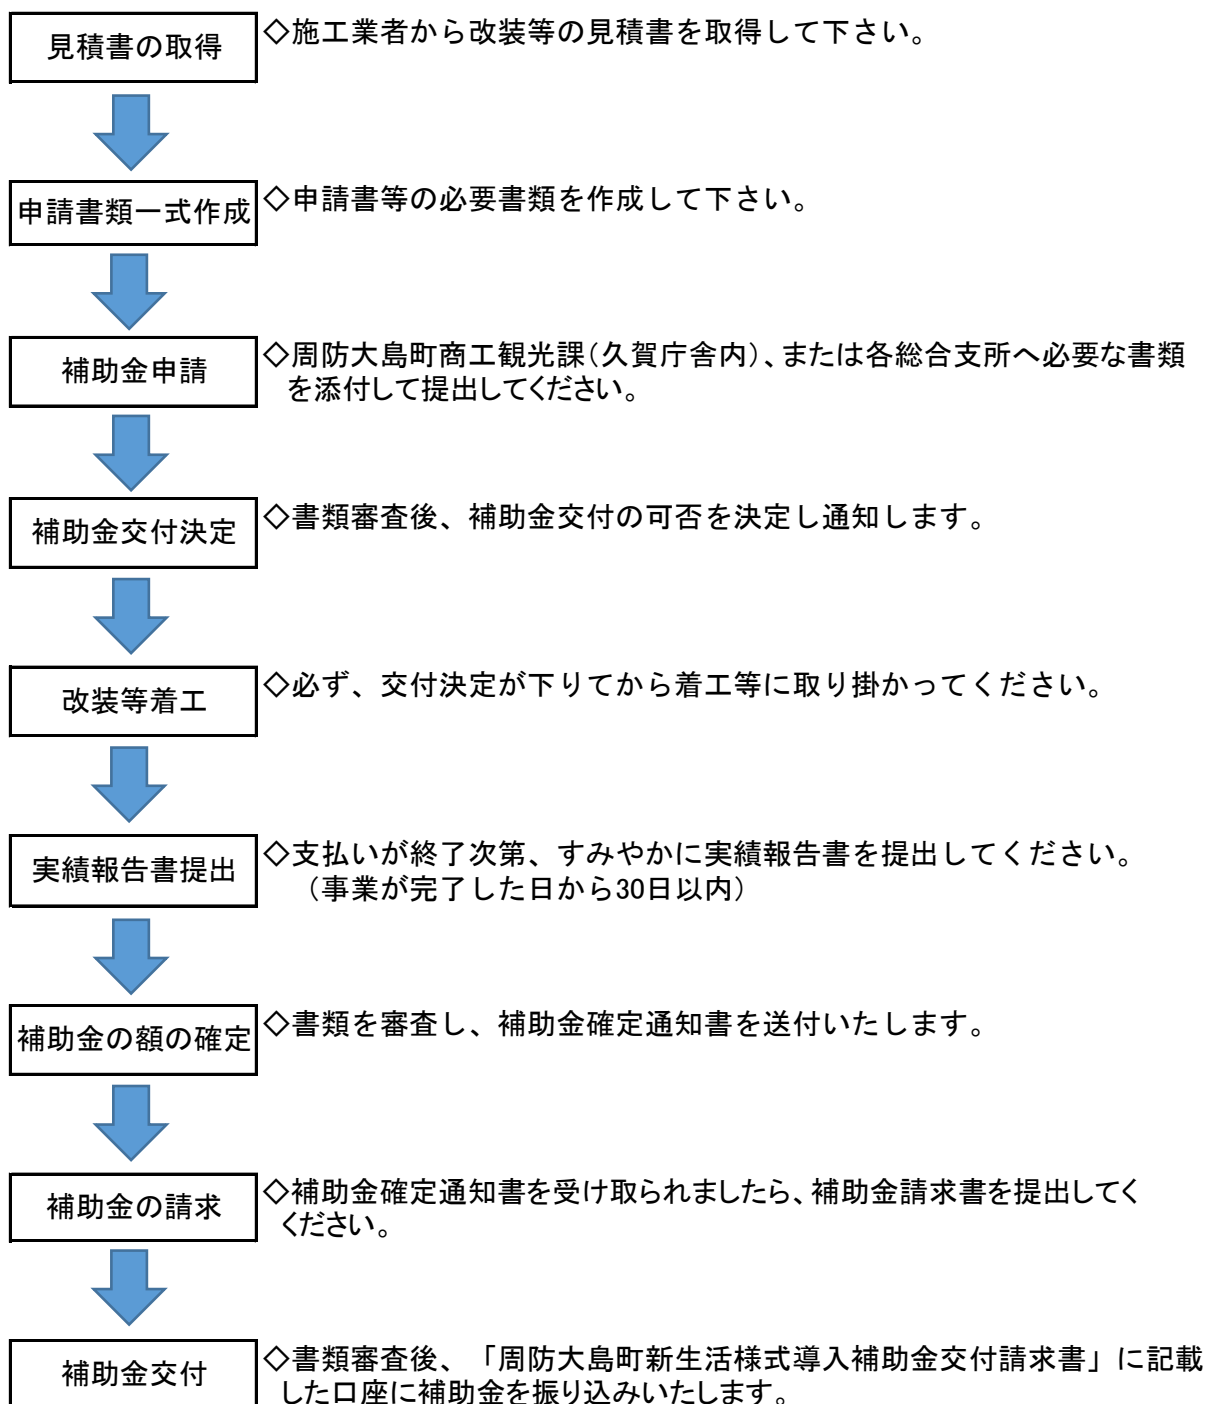 見積書の取得
◇施工業者から改装等の見積書を取得して下さい。
申請書類一式作成
◇申請書等の必要書類を作成して下さい。
補助金申請
◇周防大島町商工観光課(久賀庁舎内)、または各総合支所へ必要な書類
を添付して提出してください。
補助金交付決定
◇書類審査後、補助金交付の可否を決定し通知します。
改装等着工
◇必ず、交付決定が下りてから着工等に取り掛かってください。
実績報告書提出
◇支払いが終了次第、すみやかに実績報告書を提出してください。
（事業が完了した日から30日以内）
補助金の額の確定
◇書類を審査し、補助金確定通知書を送付いたします。
補助金の請求
◇補助金確定通知書を受け取られましたら、補助金請求書を提出してく
ください。
補助金交付
◇書類審査後、「周防大島町新生活様式導入補助金交付請求書」に記載
した口座に補助金を振り込みいたします。